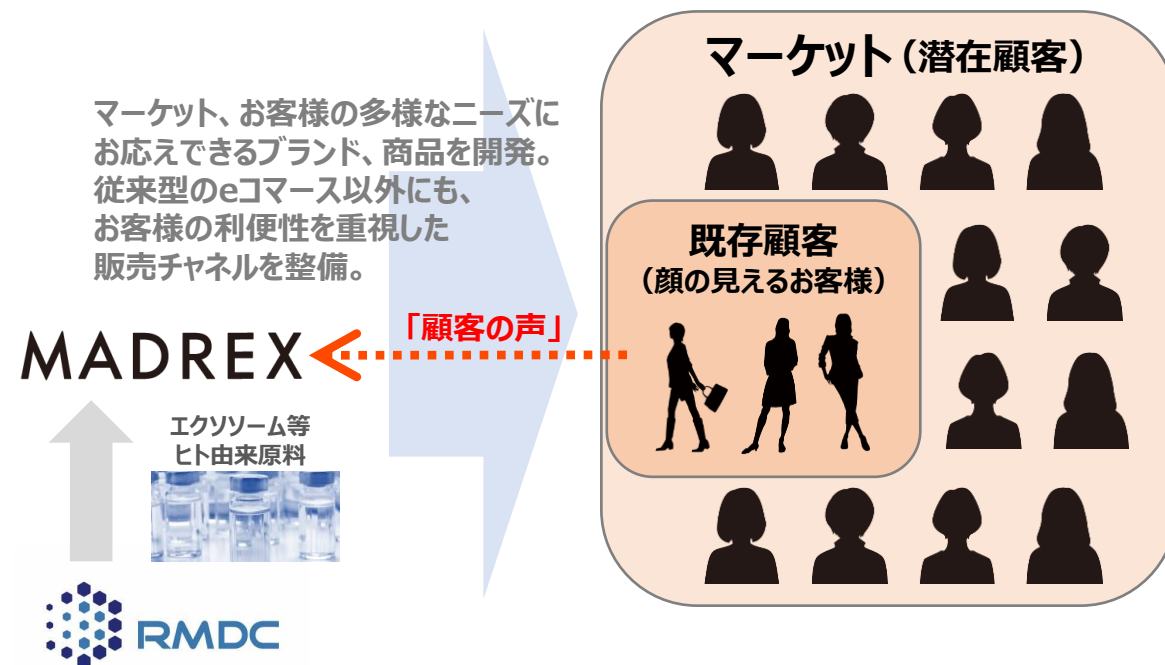 マーケット（潜在顧客）
マーケット、お客様の多様なニーズに
お応えできるブランド、商品を開発。
従来型のeコマース以外にも、
お客様の利便性を重視した
販売チャネルを整備。
既存顧客
（顔の見えるお客様）
「顧客の声」
MADREX
エクソソーム等
ヒト由来原料
RMDC